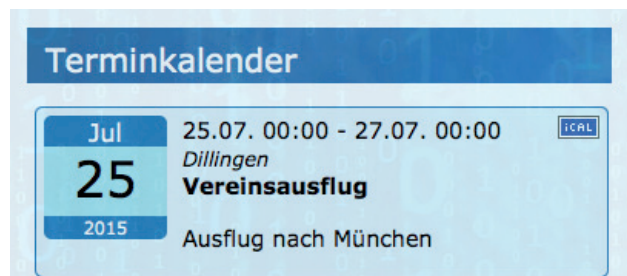 Terminkalender
Jul
25
2015
25.07. 00:00 - 27.07. 00:00
iCAL
Dillingen
Vereinsausflug
Ausflug nach München